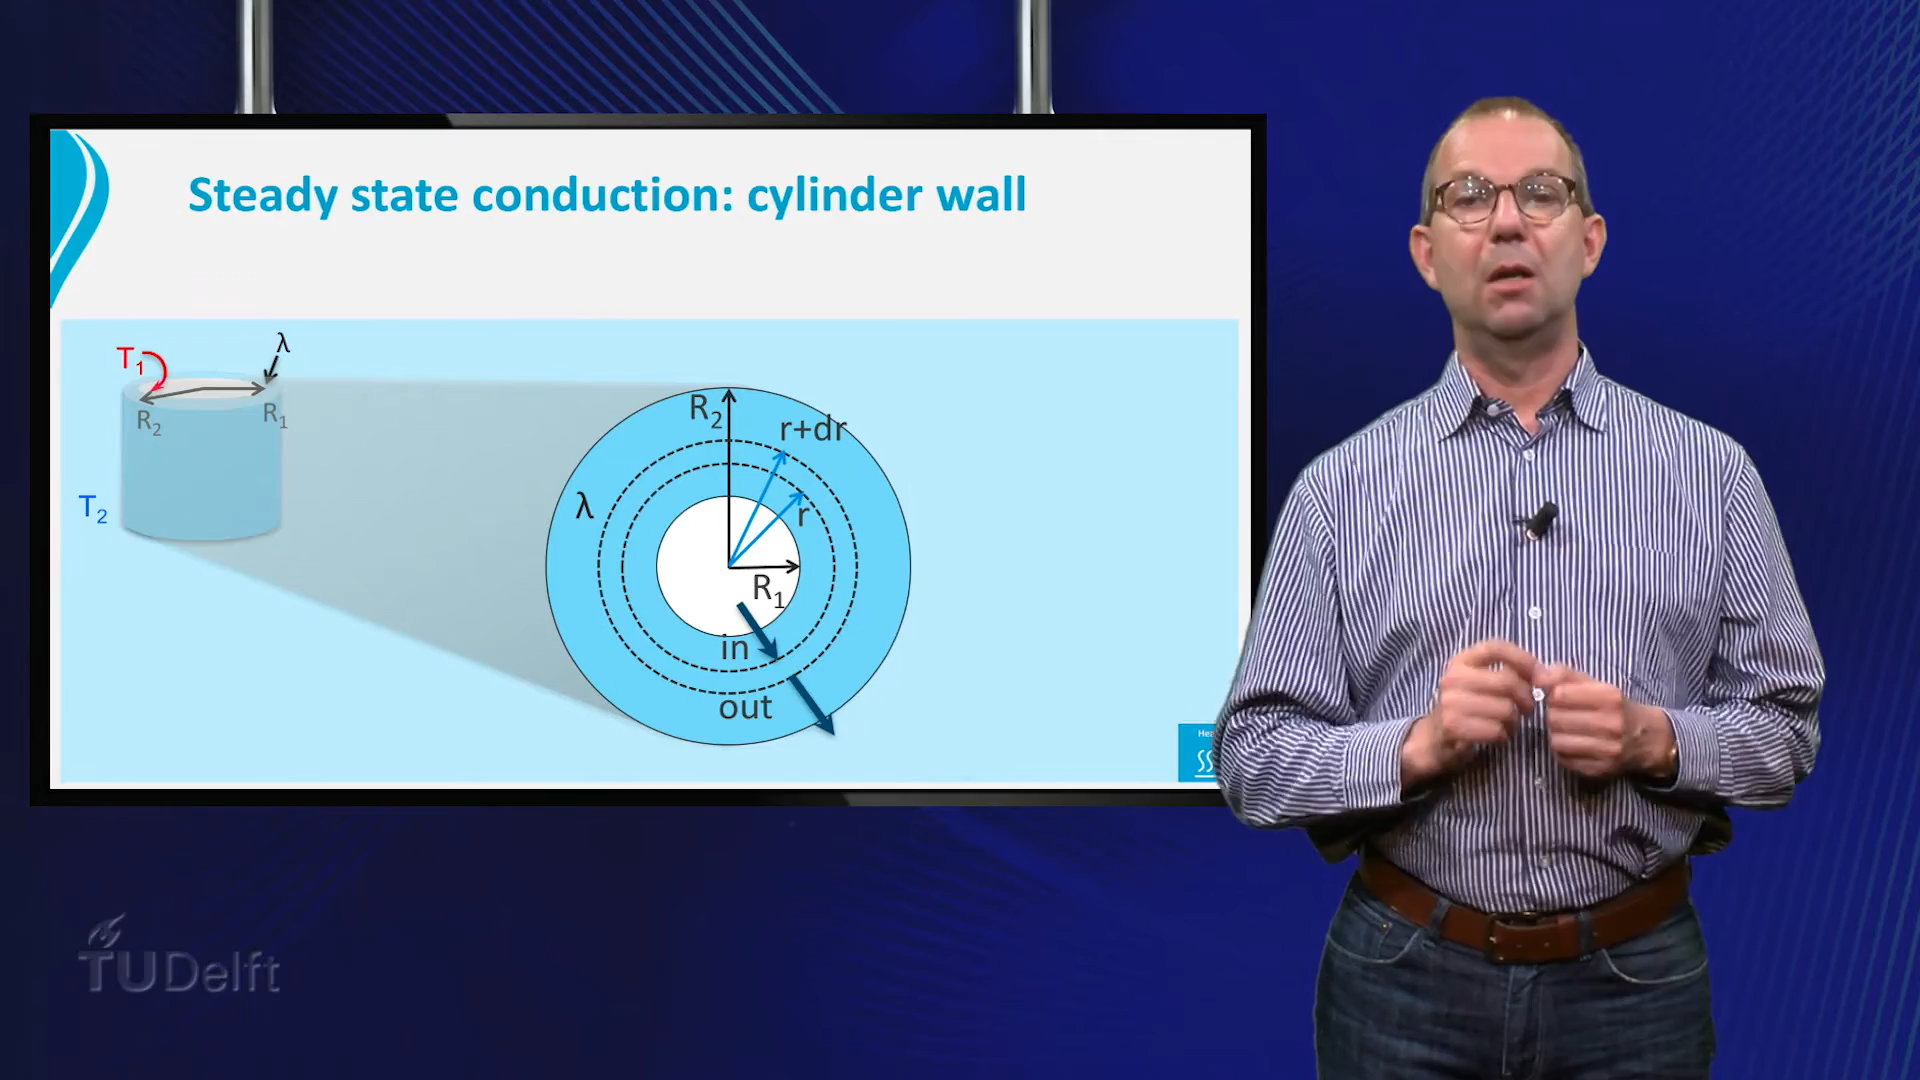 Steady state conduction: cylinder wall
T1
λ
R2
R1
T2
R2
r+dr
λ
r
R1
in
out
TUDelft